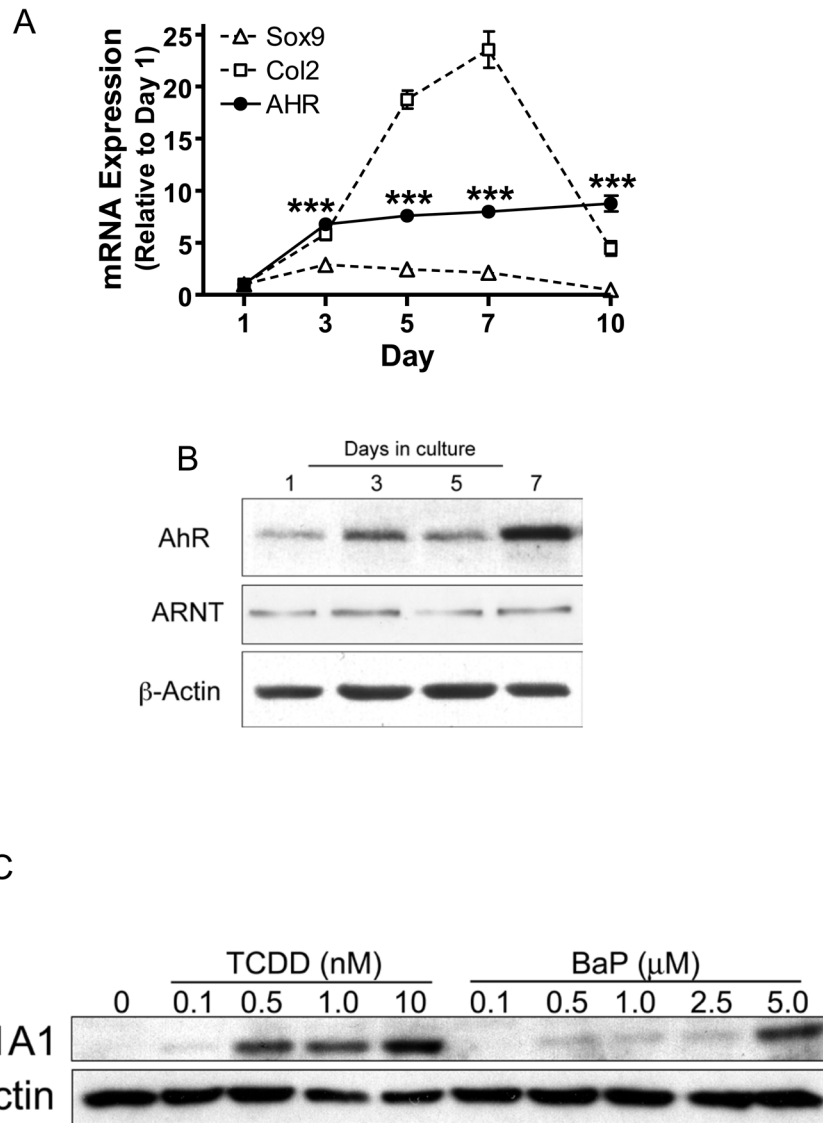 A
mRNA Expression
(Relative to Day 1)
25
20
15
10
5
0
Sox9
Col2
AHR
*** *** *** ***
1 3 5 7 10
Day
B
Days in culture
1 3 5 7
AhR
ARNT
β-Actin
C
TCDD (nM) BaP (μM)
0 0.1 0.5 1.0 10 0.1 0.5 1.0 2.5 5.0
1A1
ctin